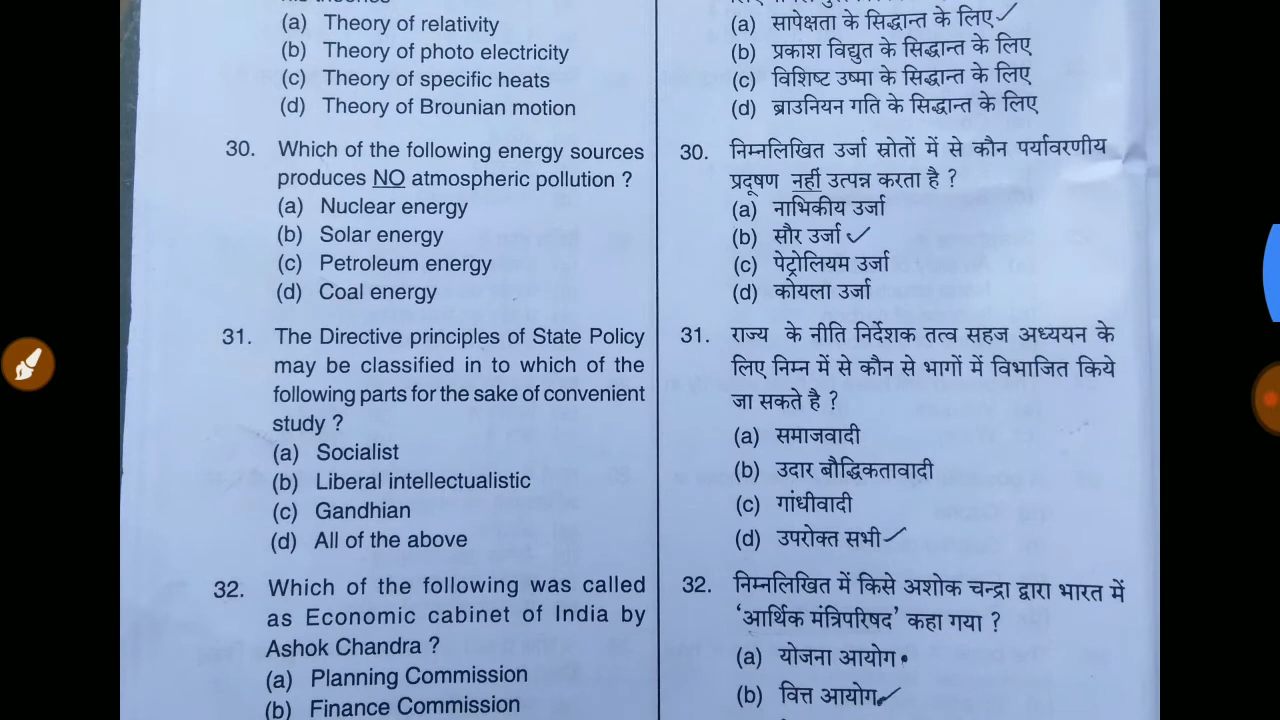 (a) Theory of relativity
(b) Theory of photo electricity
(c) Theory of specific heats
(d) Theory of Brounian motion
30. Which of the following energy sources
produces NO atmospheric pollution ?
(a) Nuclear energy
(b) Solar energy
(c) Petroleum energy
(d) Coal energy
31. The Directive principles of State Policy
may be classified in to which of the
following parts for the sake of convenient
study ?
(a) Socialist
(b) Liberal intellectualistic
(c) Gandhian
(d) All of the above
32. Which of the following was called
as Economic cabinet of India by
Ashok Chandra ?
(a) Planning Commission
(b) Finance Commission
(a) सापेक्षता के सिद्धान्त के लिए
(b) प्रकाश विद्युत के सिद्धान्त के लिए
(c) विशिष्ट उष्मा के सिद्धान्त के लिए
(d) ब्राउनियन गति के सिद्धान्त के लिए
30. निम्नलिखित उर्जा स्रोतों में से कौन पर्यावरणीय
प्रदूषण नहीं उत्पन्न करता है ?
(a) नाभिकीय उर्जा
(b) सौर उर्जा
(c) पेट्रोलियम उर्जा
(d) कोयला उर्जा
31. राज्य के नीति निर्देशक तत्व सहज अध्ययन के
लिए निम्न में से कौन से भागों में विभाजित किये
जा सकते है ?
(a) समाजवादी
(b) उदार बौद्धिकतावादी
(c) गांधीवादी
(d) उपरोक्त सभी
32. निम्नलिखित में किसे अशोक चन्द्रा द्वारा भारत में
‘आर्थिक मंत्रिपरिषद’ कहा गया ?
(a) योजना आयोग
(b) वित्त आयोग